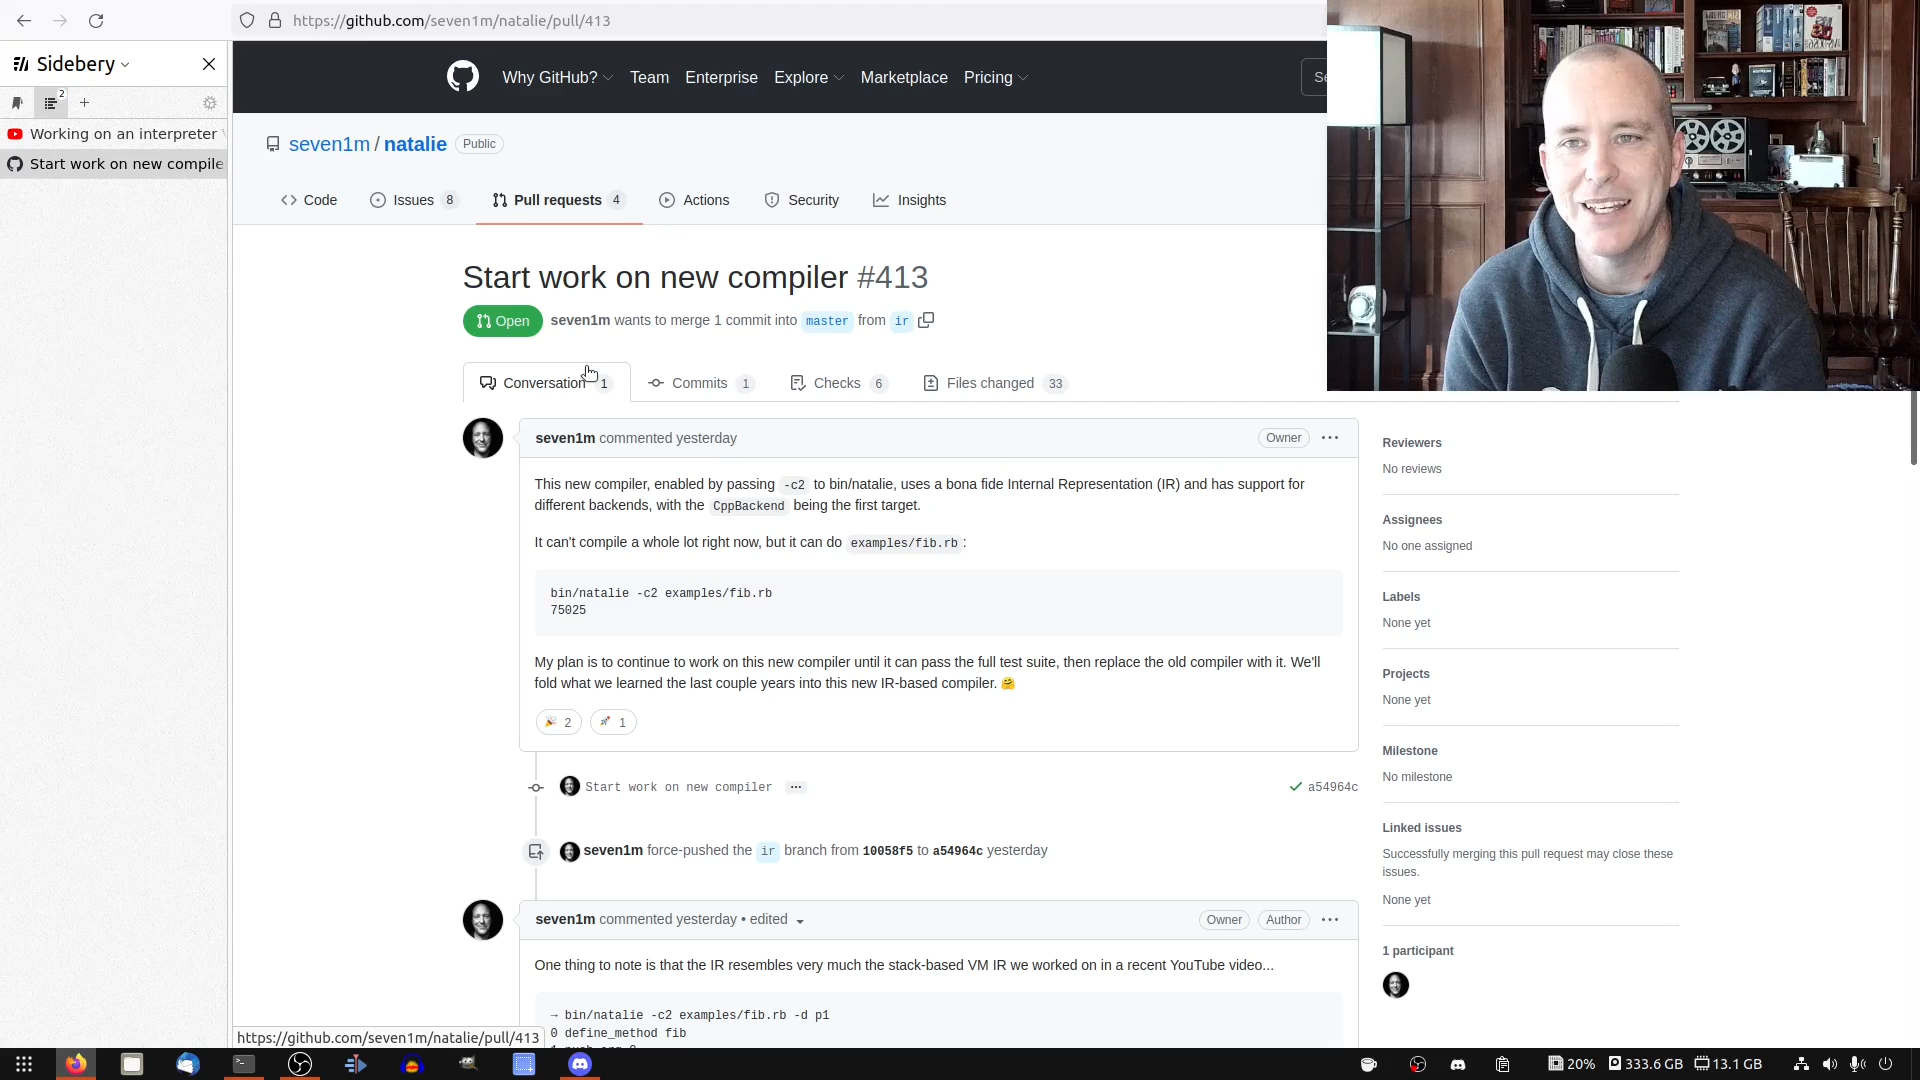 https://github.com/seven1m/natalie/pull/413
Sidebery
2
Working on an interpreter
Start work on new compile
Why GitHub? Team Enterprise Explore Marketplace Pricing
Se
seven1m / natalie Public
Code Issues 8 Pull requests 4 Actions Security Insights
Start work on new compiler #413
Open seven1m wants to merge 1 commit into master from ir
Conversation 1 Commits 1 Checks 6 Files changed 33
seven1m commented yesterday Owner ...
This new compiler, enabled by passing -c2 to bin/natalie, uses a bona fide Internal Representation (IR) and has support for
different backends, with the CppBackend being the first target.
It can't compile a whole lot right now, but it can do examples/fib.rb:
bin/natalie -c2 examples/fib.rb
75025
My plan is to continue to work on this new compiler until it can pass the full test suite, then replace the old compiler with it. We'll
fold what we learned the last couple years into this new IR-based compiler. 🤗
🎉 2 🚀 1
Start work on new compiler ... a54964c
seven1m force-pushed the ir branch from 10058f5 to a54964c yesterday
seven1m commented yesterday • edited Owner Author ...
One thing to note is that the IR resembles very much the stack-based VM IR we worked on in a recent YouTube video...
→ bin/natalie -c2 examples/fib.rb -d p1
0 define_method fib
Reviewers
No reviews
Assignees
No one assigned
Labels
None yet
Projects
None yet
Milestone
No milestone
Linked issues
Successfully merging this pull request may close these
issues.
None yet
1 participant
https://github.com/seven1m/natalie/pull/413
20% 333.6 GB 13.1 GB